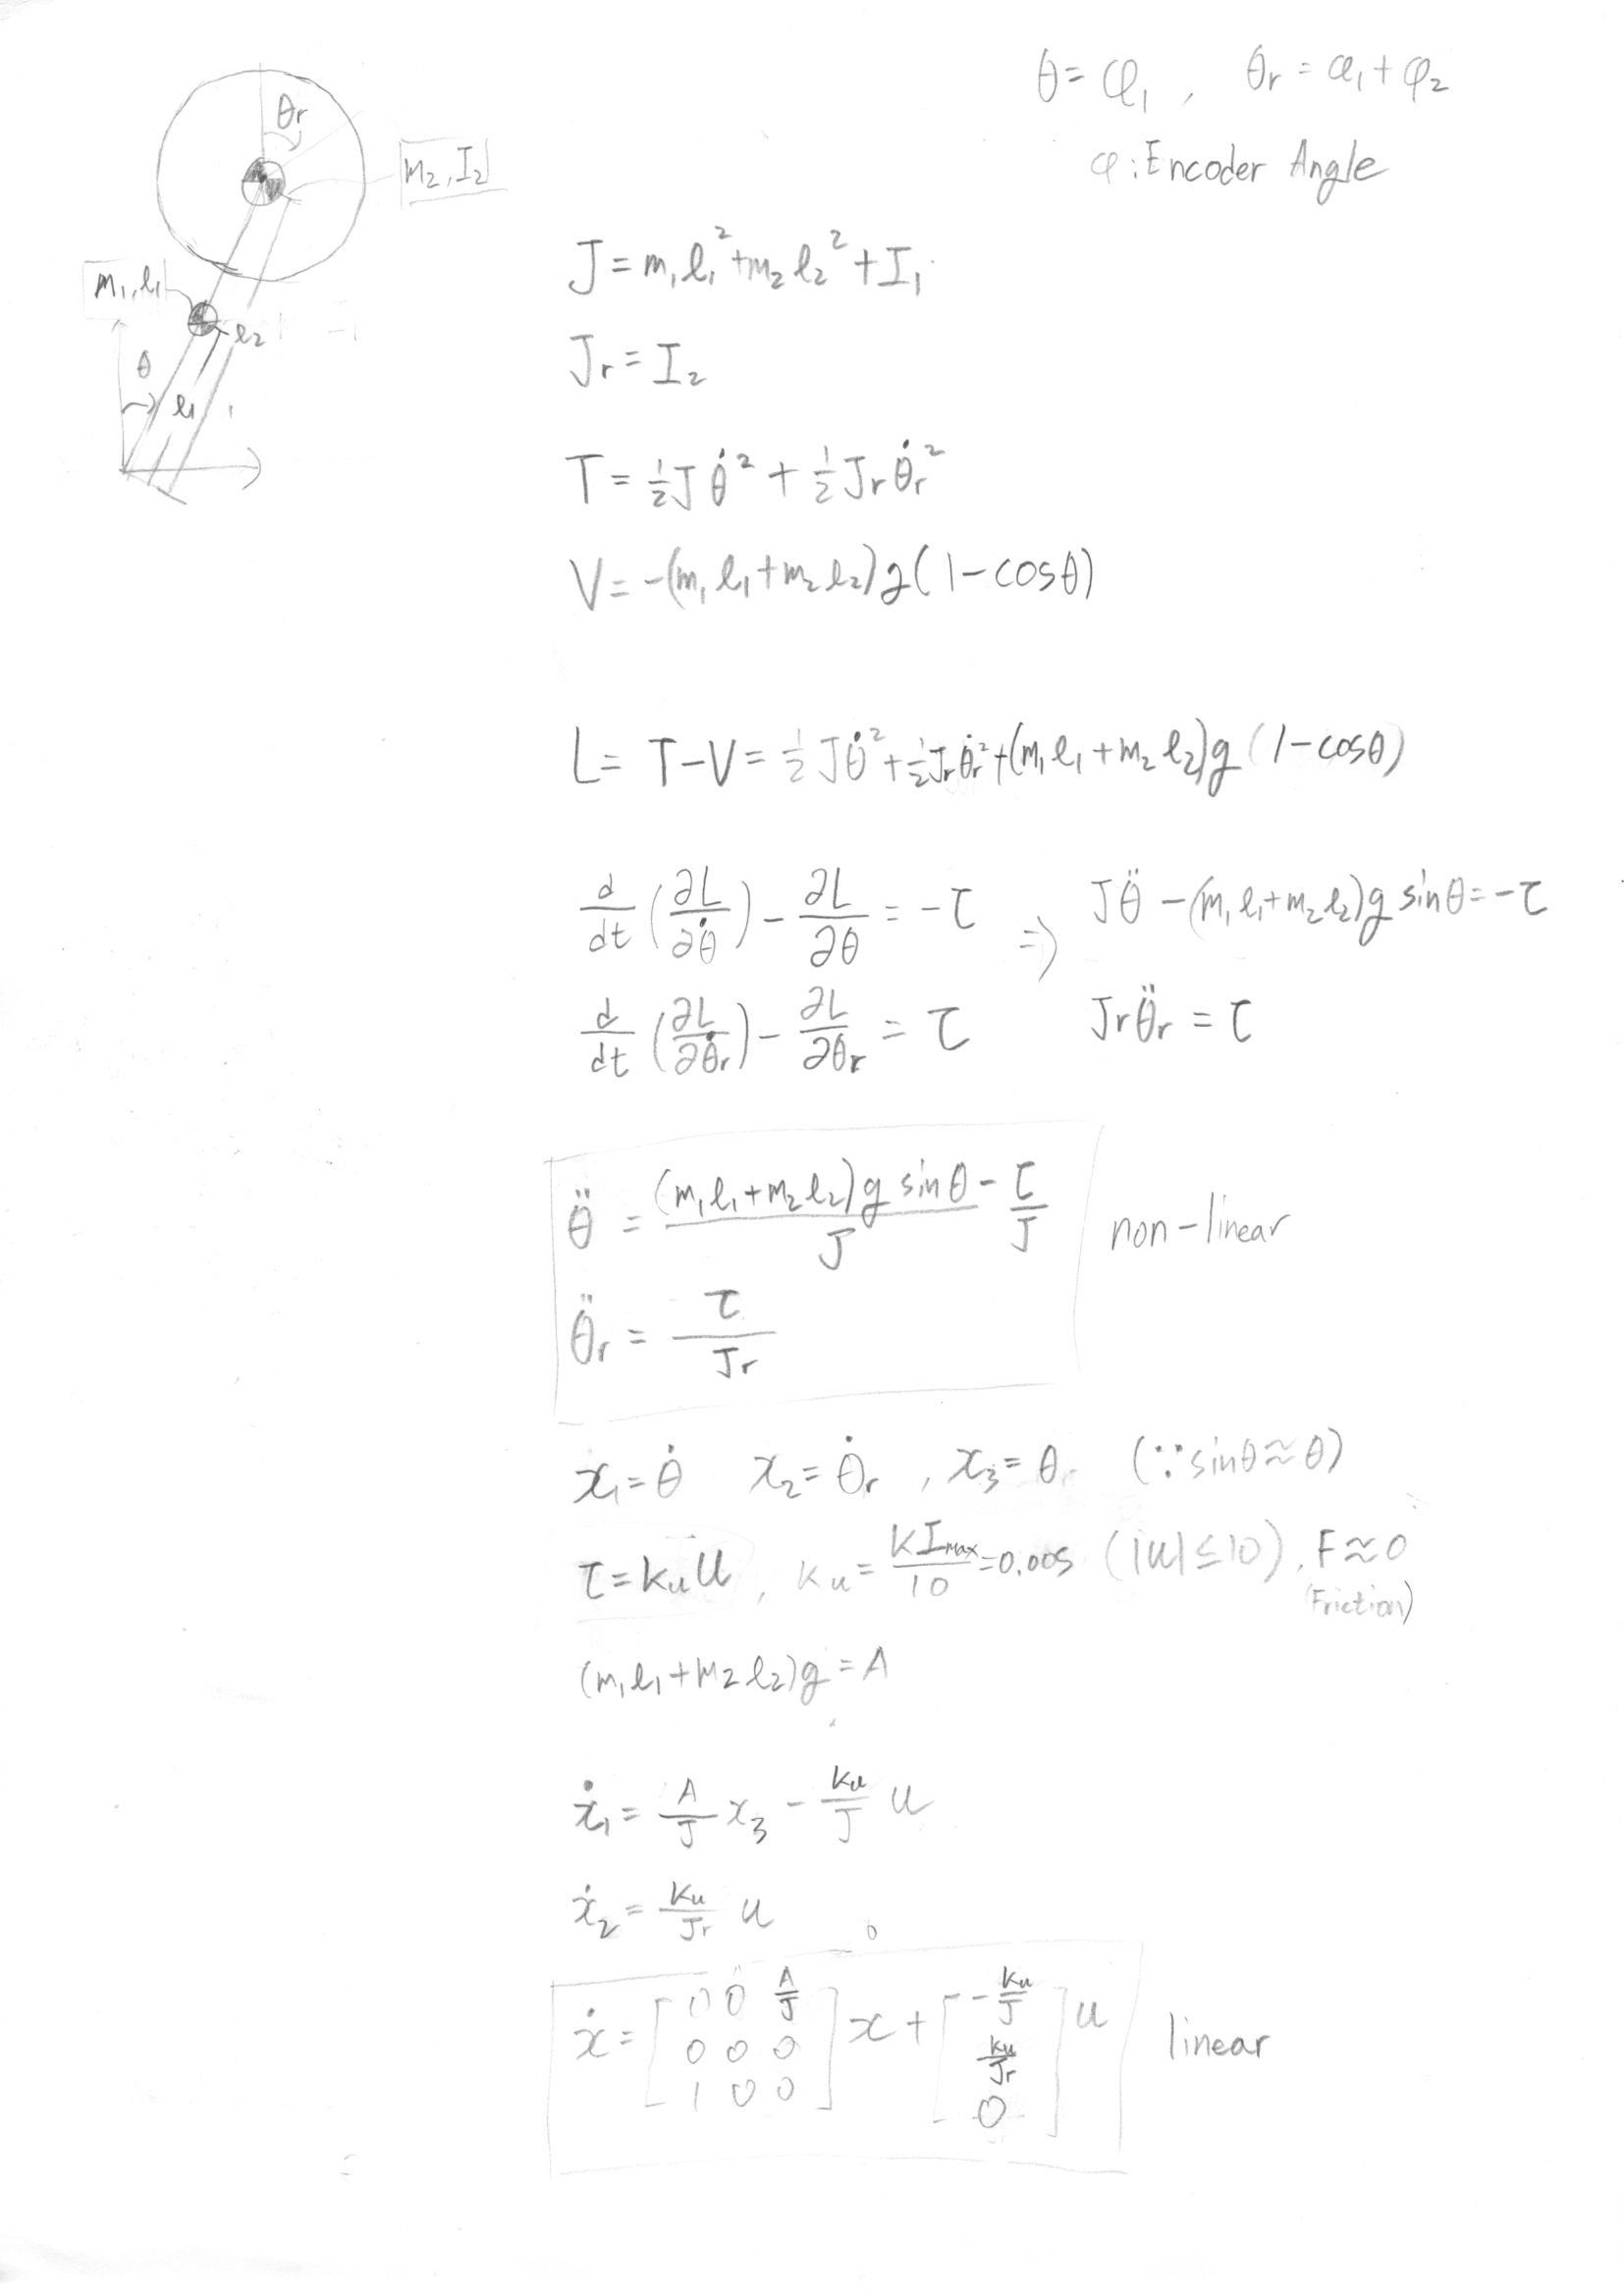 θ = φ₁ , θr = φ₁ + φ₂
φ : Encoder Angle
θr
m₂, I₂
m₁, l₁
l₂
θ
l₁
J = m₁l₁² + m₂l₂² + I₁
Jr = I₂
T = ½Jθ̇² + ½Jrθ̇r²
V = -(m₁l₁ + m₂l₂)g(1 - cosθ)
L = T - V = ½Jθ̇² + ½Jrθ̇r² + (m₁l₁ + m₂l₂)g(1 - cosθ)
d/dt (∂L/∂θ̇) - ∂L/∂θ = -τ ⇒ Jθ̈ - (m₁l₁ + m₂l₂)g sinθ = -τ
d/dt (∂L/∂θ̇r) - ∂L/∂θr = τ Jrθ̈r = τ
θ̈ = (m₁l₁ + m₂l₂)g sinθ / J - τ/J non-linear
θ̈r = τ/Jr
x₁ = θ̇ x₂ = θ̇r , x₃ = θ (∵ sinθ ≈ θ)
τ = kuu , ku = kImax/10 = 0.005 (|u| ≤ 10), F ≈ 0
(Friction)
(m₁l₁ + m₂l₂)g = A
ẋ₁ = A/J x₃ - ku/J u
ẋ₂ = ku/Jr u
ẋ = [0 0 A/J; 0 0 0; 1 0 0] x + [-ku/J; ku/Jr; 0] u linear